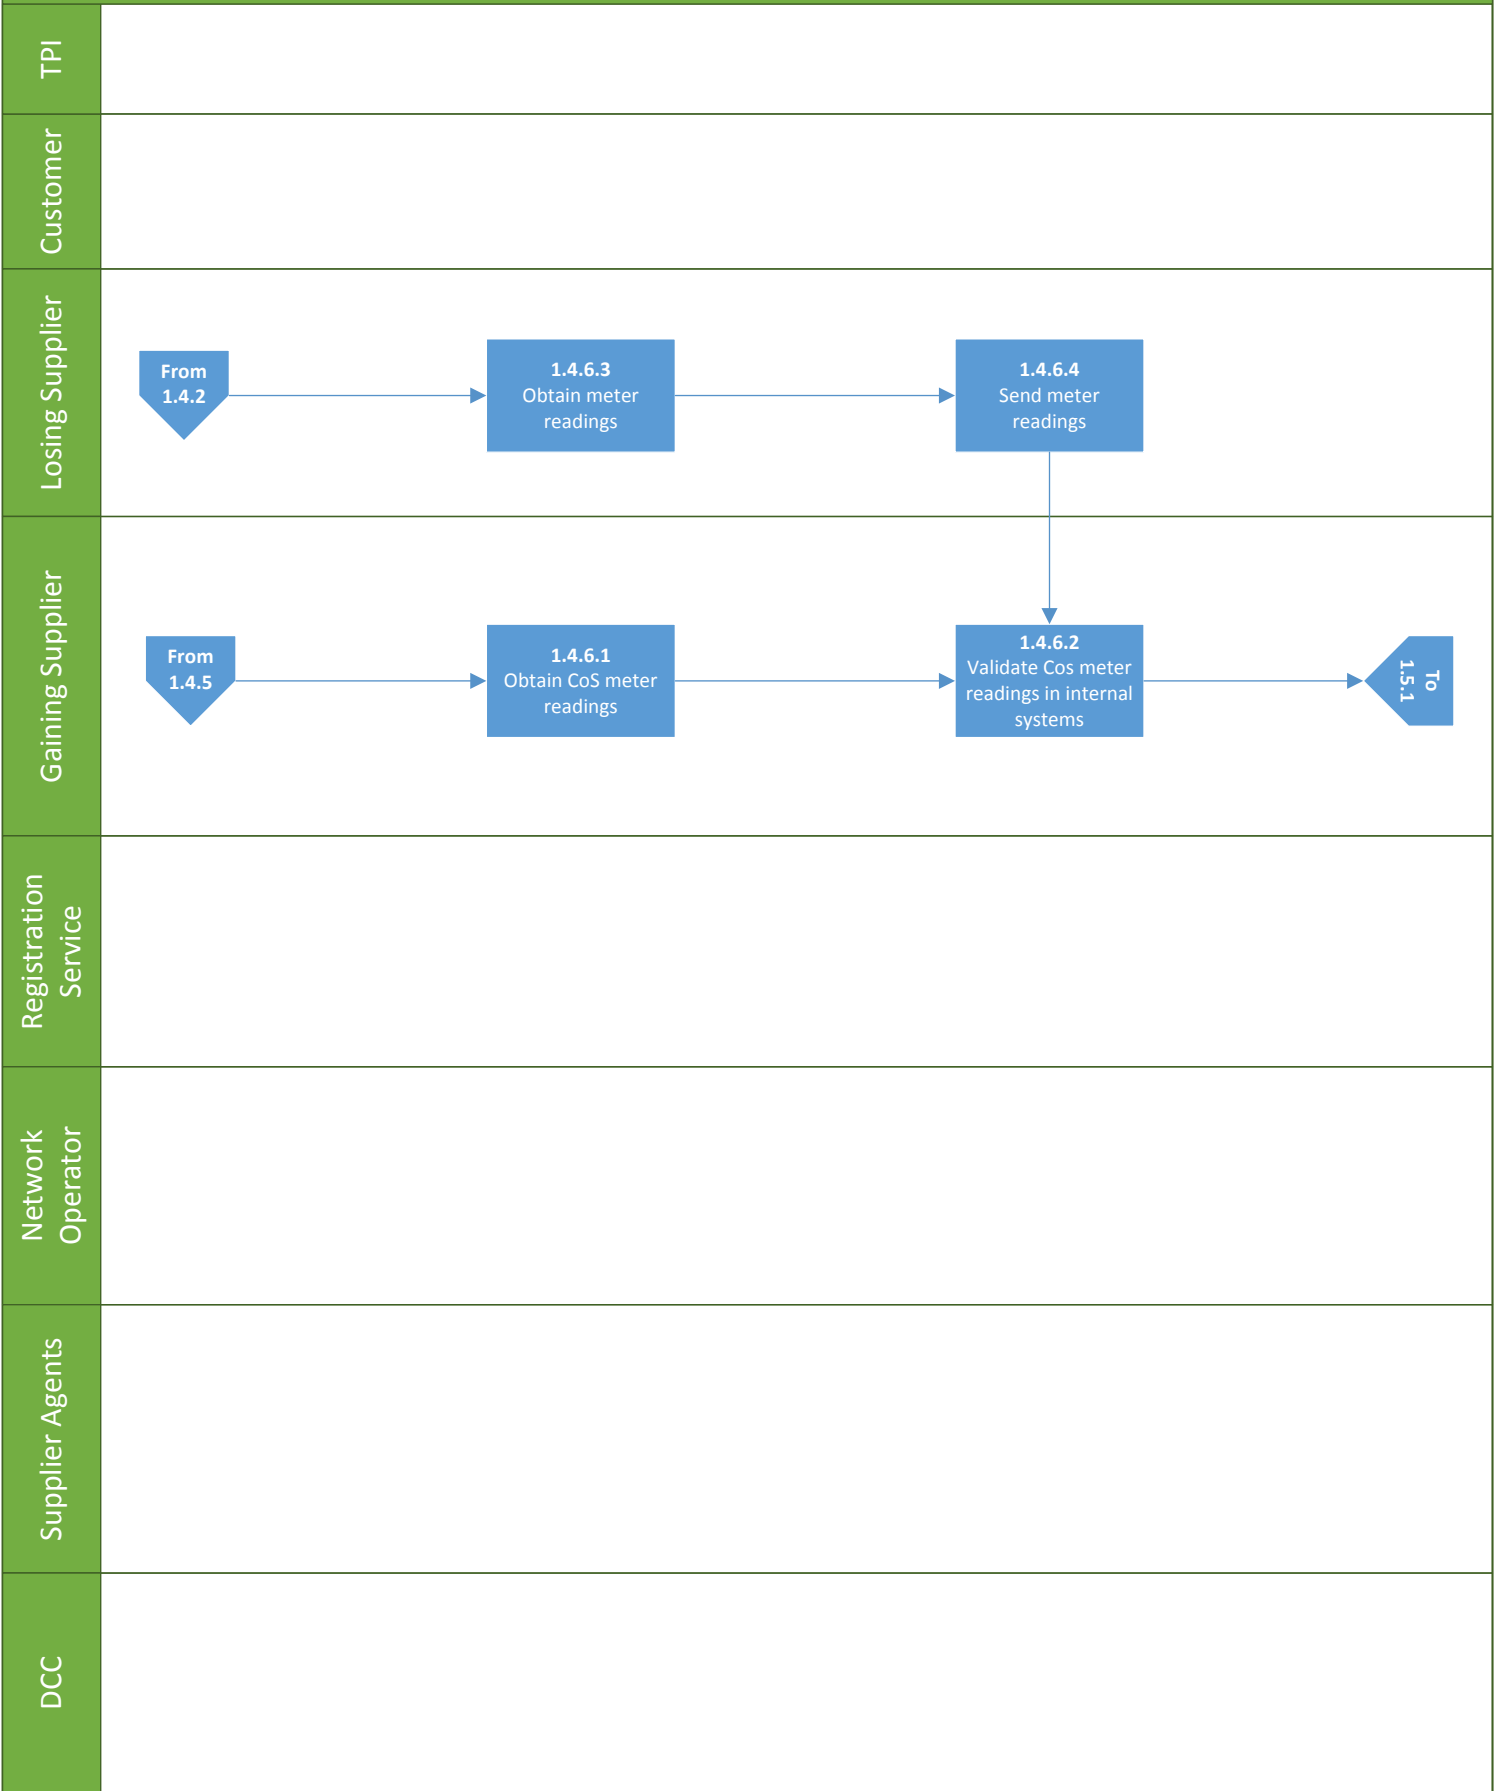 TPI
Customer
Losing Supplier
From
1.4.2
1.4.6.3
Obtain meter
readings
1.4.6.4
Send meter
readings
Gaining Supplier
From
1.4.5
1.4.6.1
Obtain CoS meter
readings
1.4.6.2
Validate Cos meter
readings in internal
systems
To
1.5.1
Registration
Service
Network
Operator
Supplier Agents
DCC